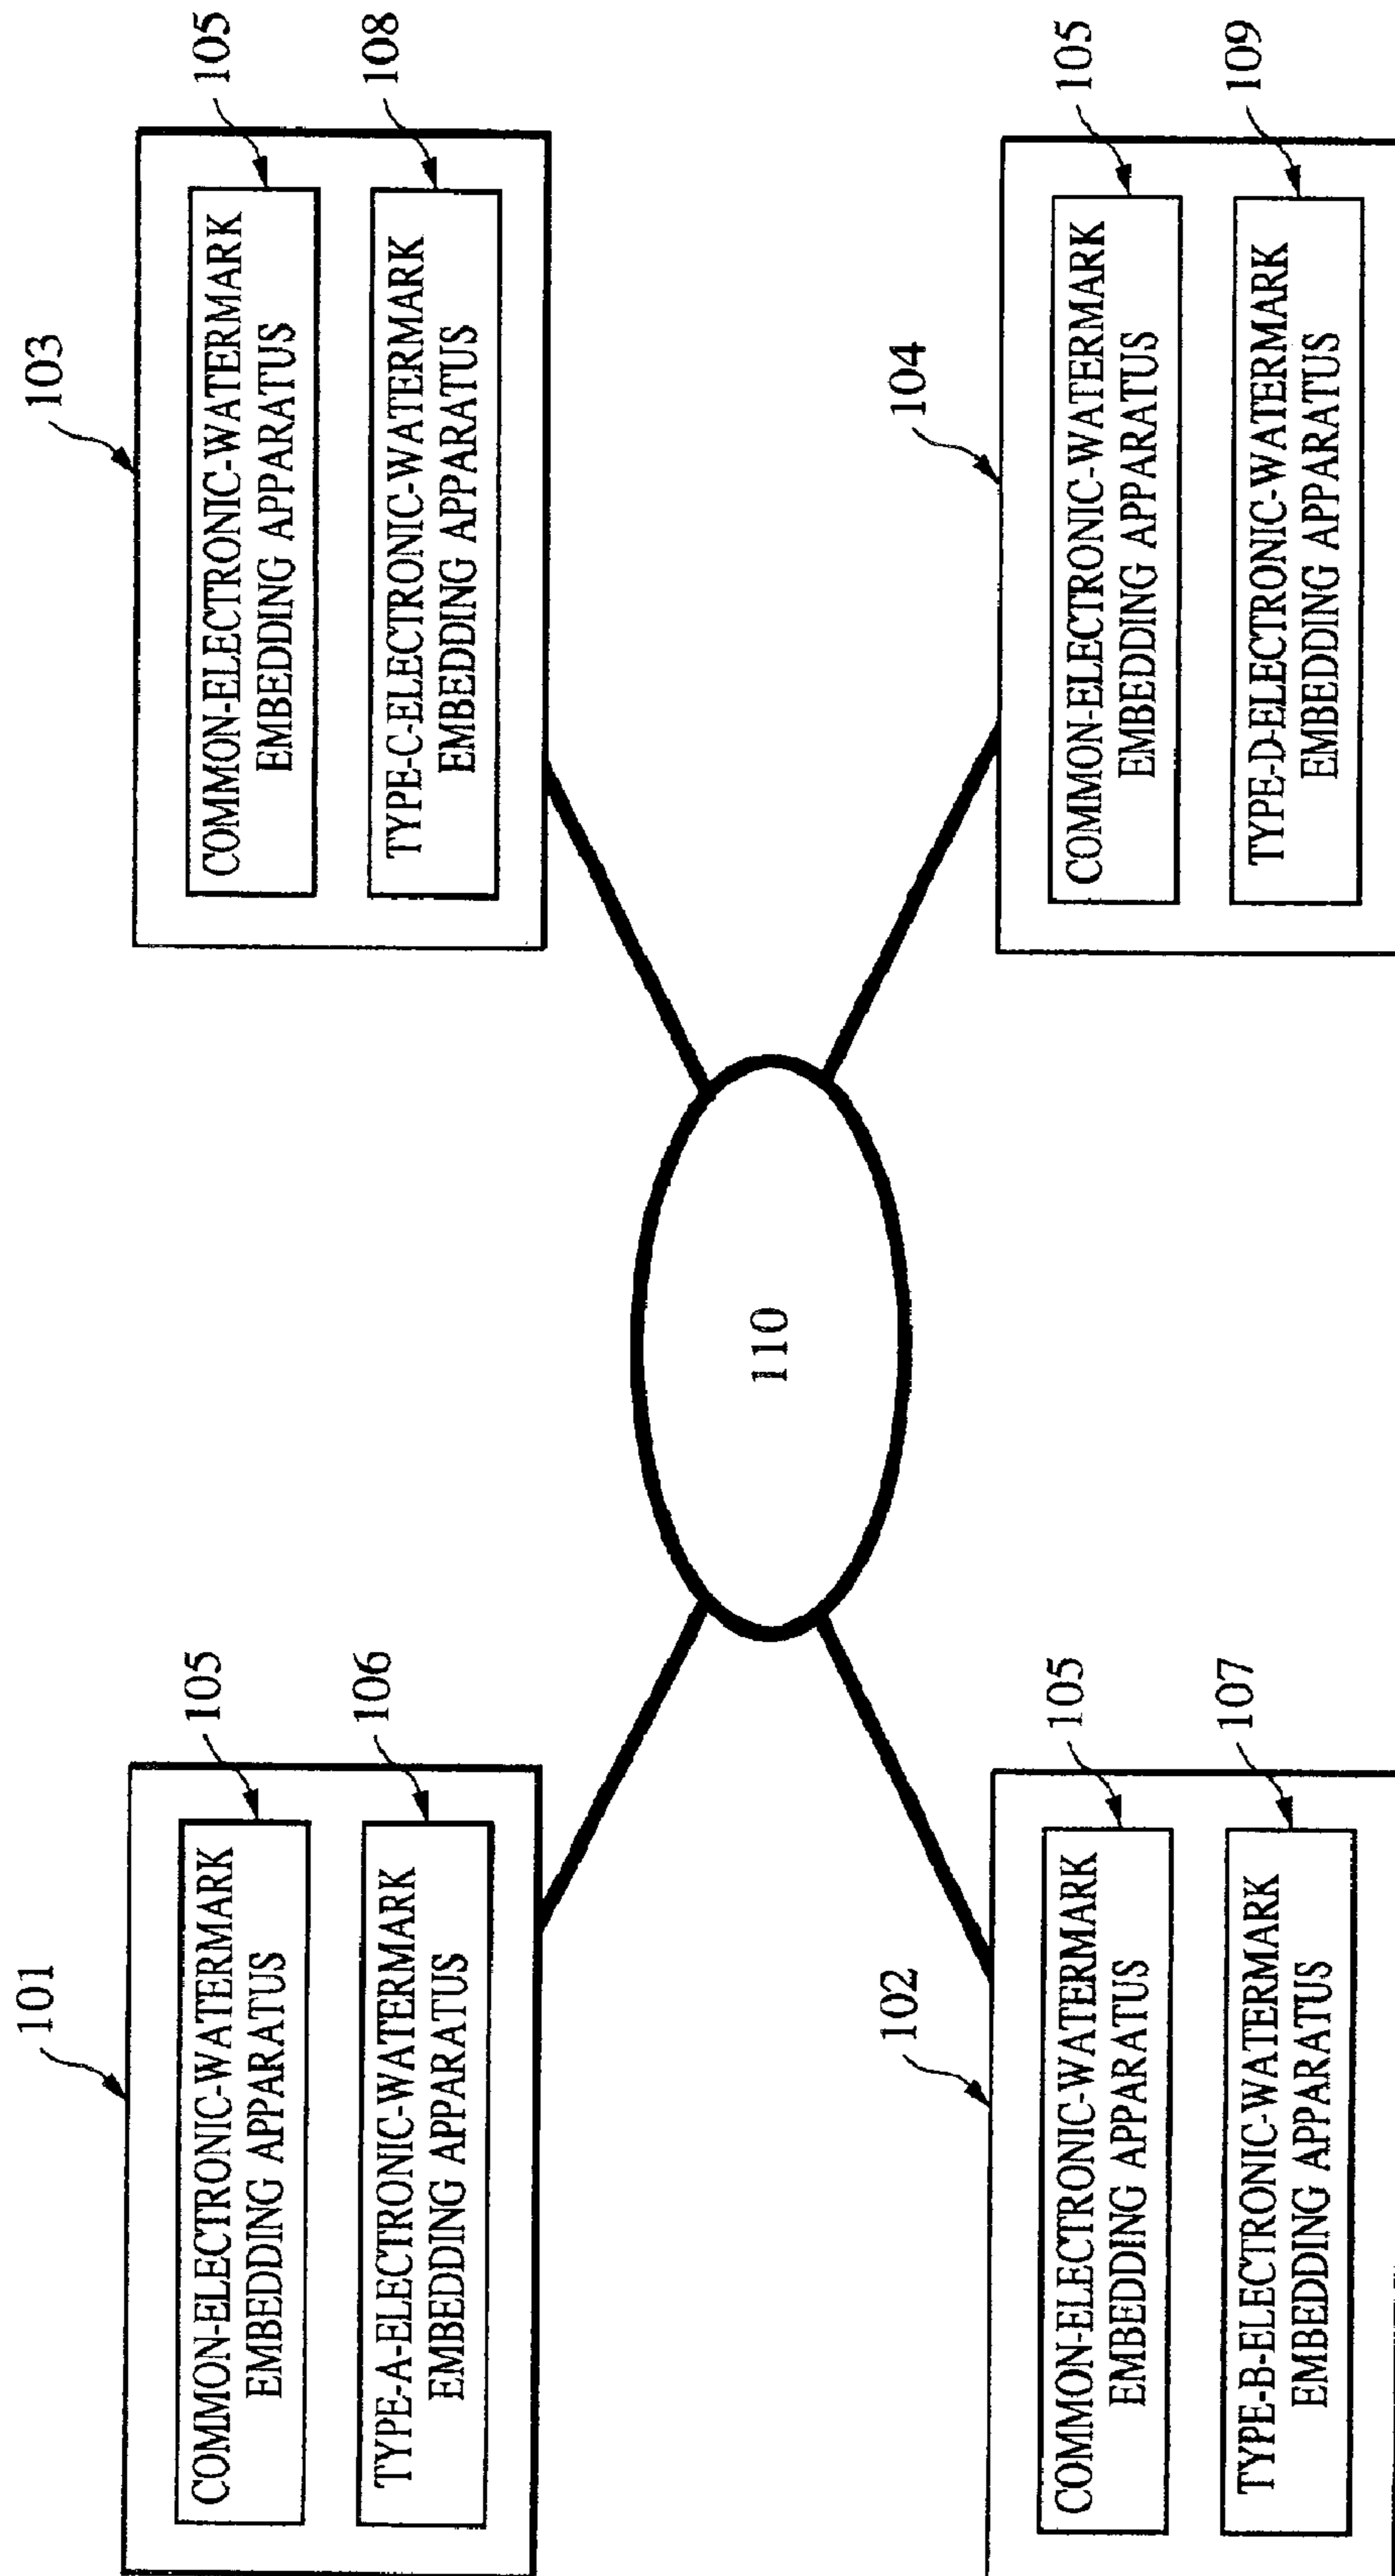 101
COMMON-ELECTRONIC-WATERMARK
EMBEDDING APPARATUS
105
TYPE-A-ELECTRONIC-WATERMARK
EMBEDDING APPARATUS
106
103
COMMON-ELECTRONIC-WATERMARK
EMBEDDING APPARATUS
105
TYPE-C-ELECTRONIC-WATERMARK
EMBEDDING APPARATUS
108
110
102
COMMON-ELECTRONIC-WATERMARK
EMBEDDING APPARATUS
105
TYPE-B-ELECTRONIC-WATERMARK
EMBEDDING APPARATUS
107
104
COMMON-ELECTRONIC-WATERMARK
EMBEDDING APPARATUS
105
TYPE-D-ELECTRONIC-WATERMARK
EMBEDDING APPARATUS
109